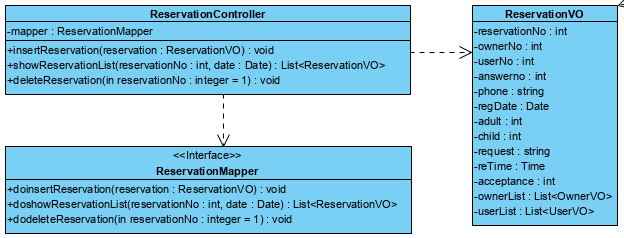 ReservationController
-mapper : ReservationMapper
+insertReservation(reservation : ReservationVO) : void
+showReservationList(reservationNo : int, date : Date) : List<ReservationVO>
+deleteReservation(in reservationNo : integer = 1) : void
<<Interface>>
ReservationMapper
+doinsertReservation(reservation : ReservationVO) : void
+doshowReservationList(reservationNo : int, date : Date) : List<ReservationVO>
+dodeleteReservation(in reservationNo : integer = 1) : void
ReservationVO
-reservationNo : int
-ownerNo : int
-userNo : int
-answerno : int
-phone : string
-regDate : Date
-adult : int
-child : int
-request : string
-reTime : Time
-acceptance : int
-ownerList : List<OwnerVO>
-userList : List<UserVO>